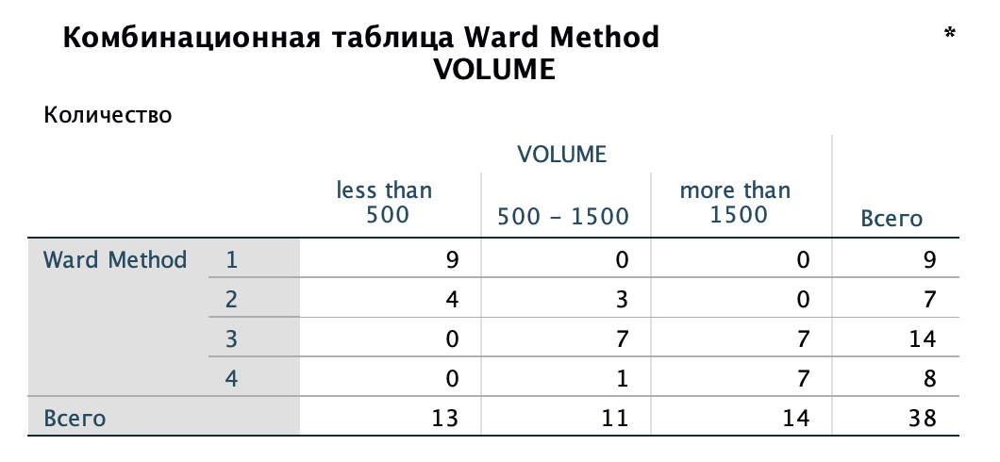 Комбинационная таблица Ward Method *
VOLUME
Количество
VOLUME
less than 500 500 – 1500 more than 1500 Всего
Ward Method 1 9 0 0 9
2 4 3 0 7
3 0 7 7 14
4 0 1 7 8
Всего 13 11 14 38